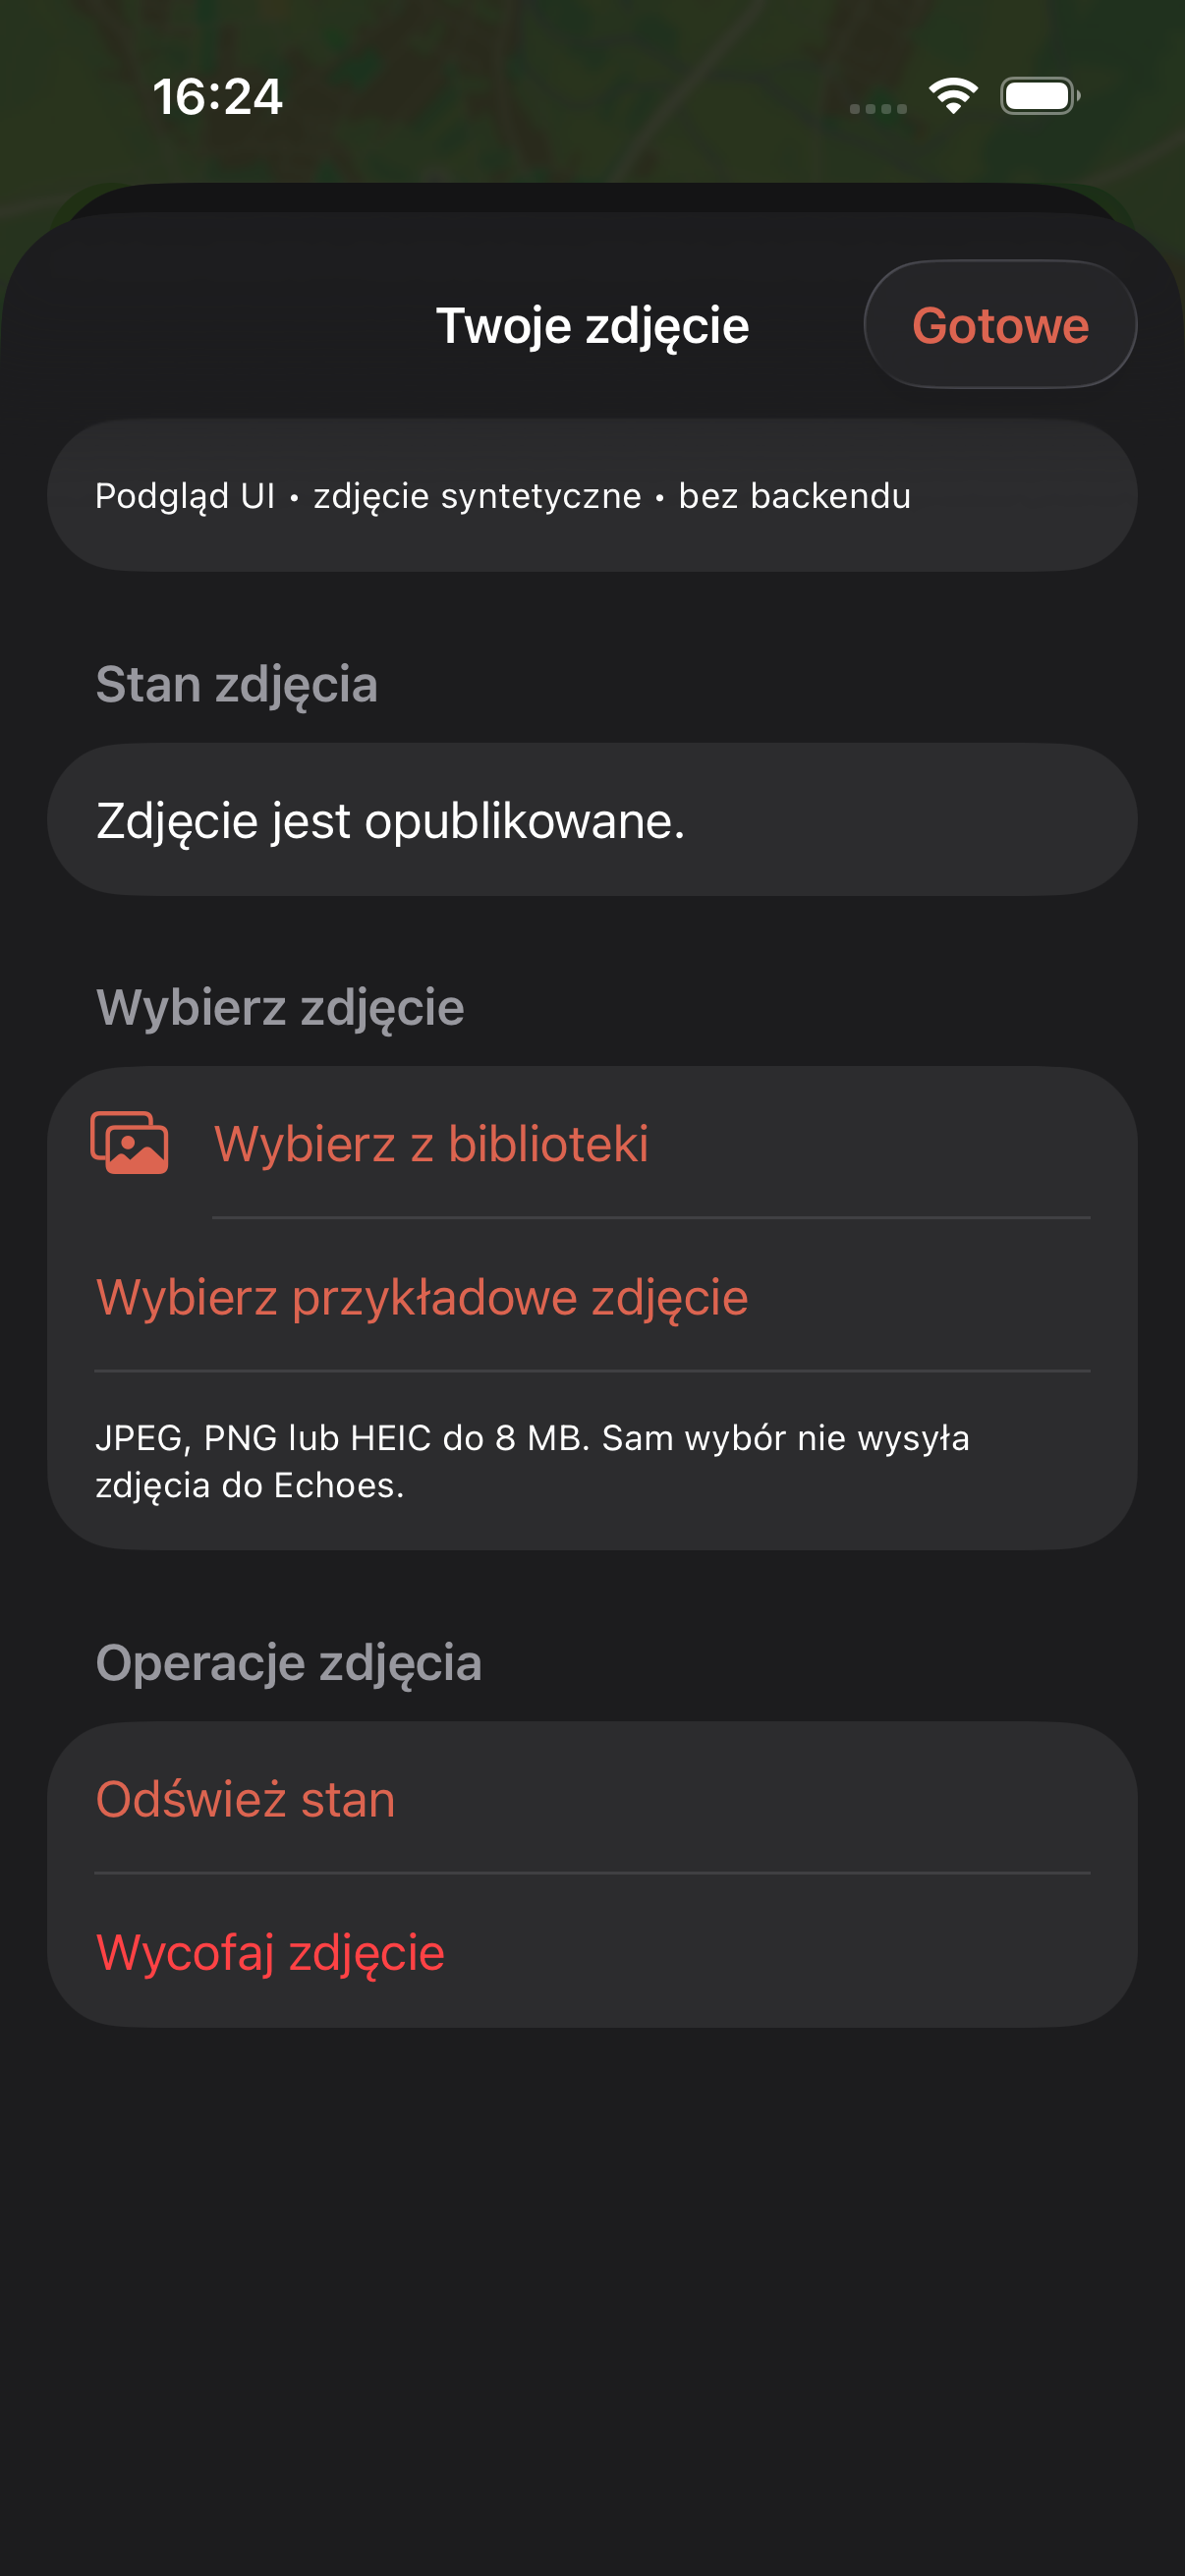 16:24
Twoje zdjęcie
Gotowe
Podgląd UI • zdjęcie syntetyczne • bez backendu
Stan zdjęcia
Zdjęcie jest opublikowane.
Wybierz zdjęcie
Wybierz z biblioteki
Wybierz przykładowe zdjęcie
JPEG, PNG lub HEIC do 8 MB. Sam wybór nie wysyła
zdjęcia do Echoes.
Operacje zdjęcia
Odśwież stan
Wycofaj zdjęcie